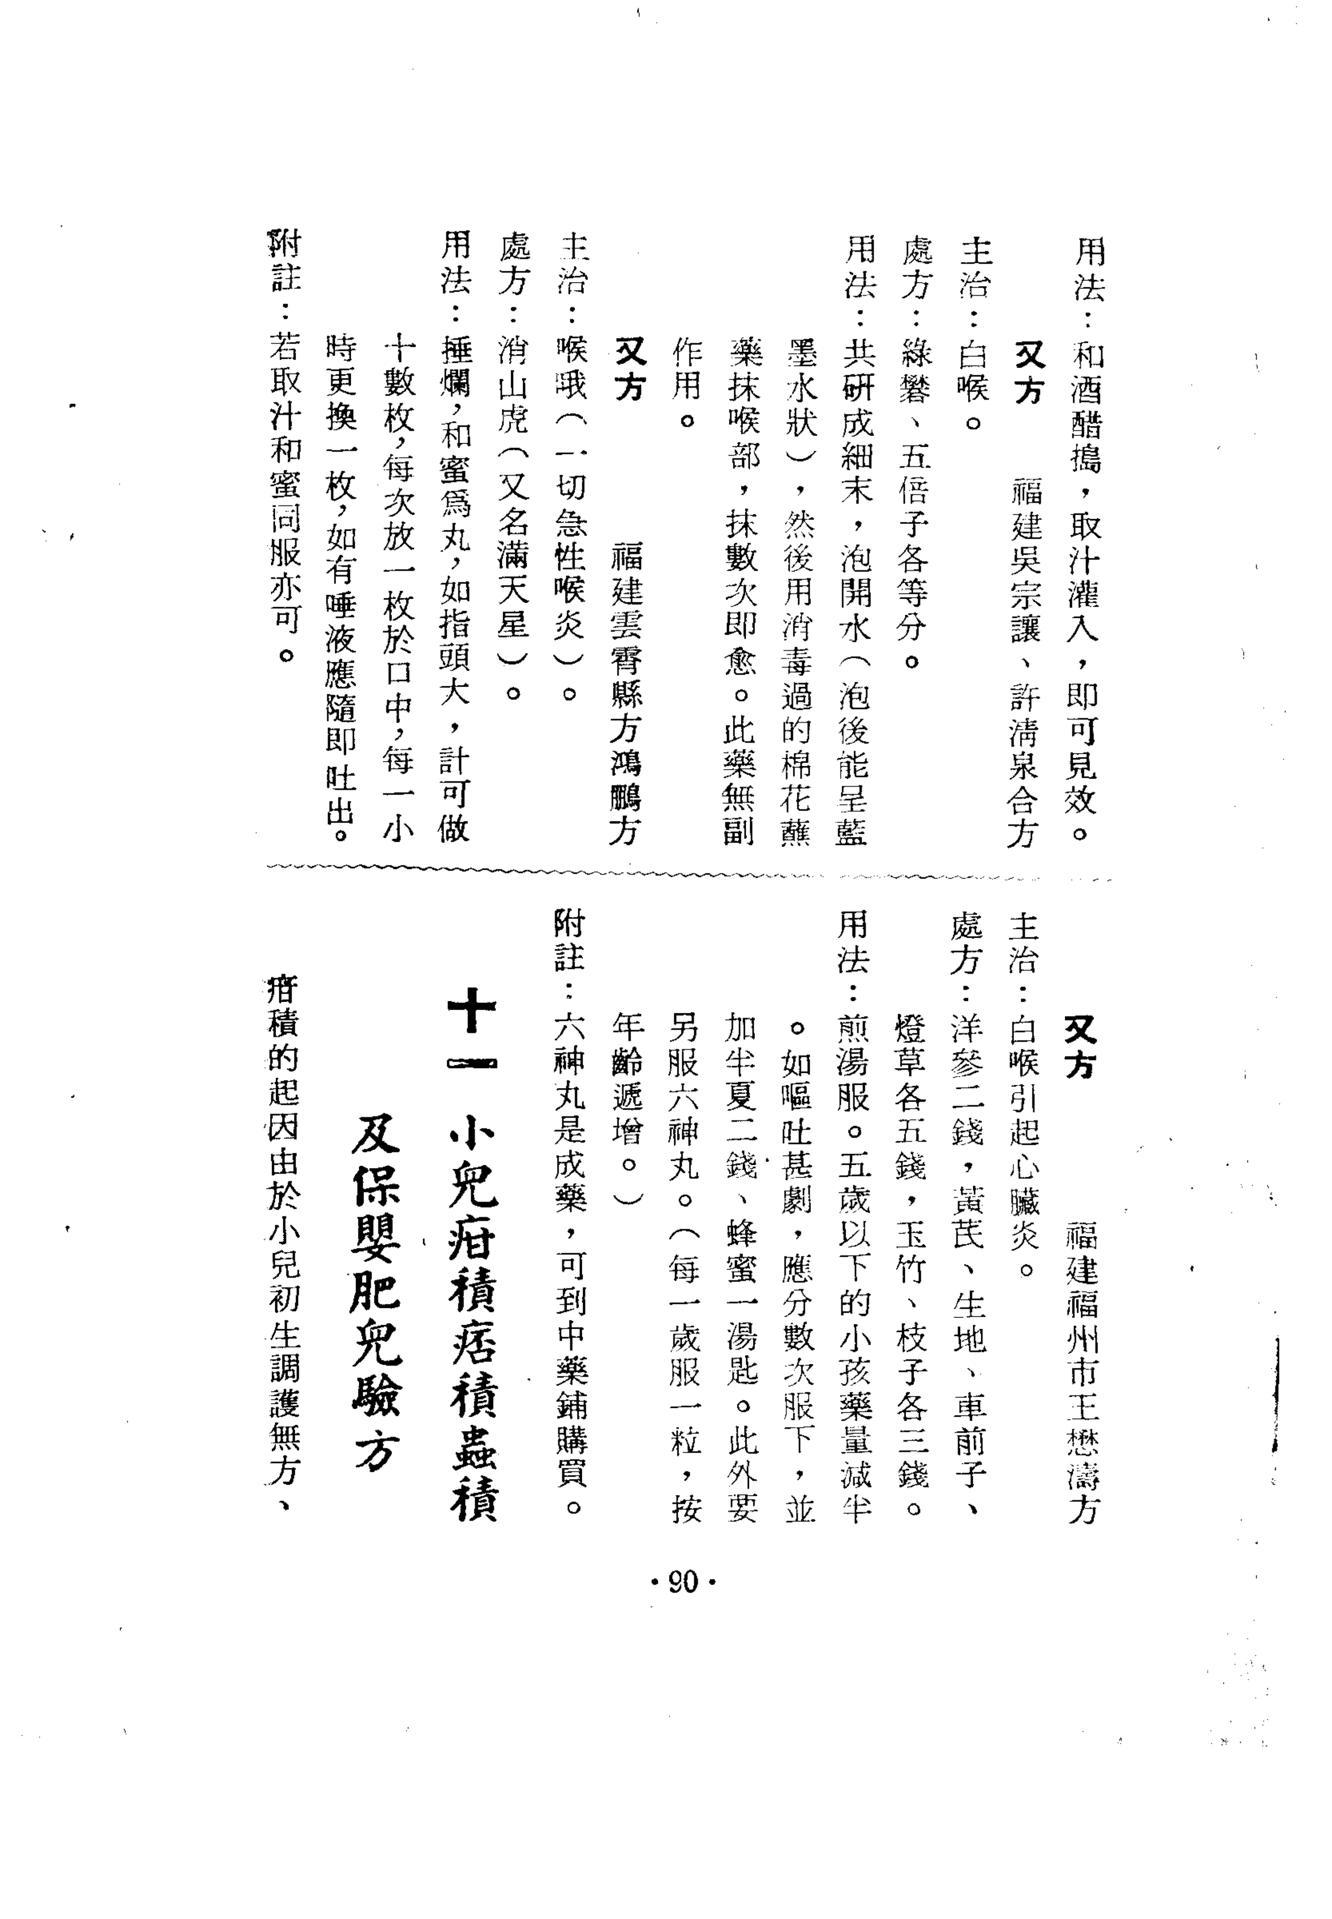 用法：和酒醋搗，取汁灌入，即可見效。
又方　福建吳宗讓、許清泉合方
主治：白喉。
處方：綠礬、五倍子各等分。
用法：共研成細末，泡開水（泡後能呈藍
墨水狀），然後用消毒過的棉花蘸
藥抹喉部，抹數次即愈。此藥無副
作用。
又方　福建雲霄縣方鴻鵬方
主治：喉哦（一切急性喉炎）。
處方：消山虎（又名滿天星）。
用法：捶爛，和蜜爲丸，如指頭大，計可做
十數枚，每次放一枚於口中，每一小
時更換一枚，如有唾液應隨即吐出。
附註：若取汁和蜜同服亦可。
又方　福建福州市王懋濤方
主治：白喉引起心臟炎。
處方：洋參二錢，黃芪、生地、車前子、
燈草各五錢，玉竹、枝子各三錢。
用法：煎湯服。五歲以下的小孩藥量減半
。如嘔吐甚劇，應分數次服下，並
加半夏二錢、蜂蜜一湯匙。此外要
另服六神丸。（每一歲服一粒，按
年齡遞增。）
附註：六神丸是成藥，可到中藥鋪購買。
十一 小兒疳積痞積蟲積
及保嬰肥兒驗方
疳積的起因由於小兒初生調護無方、
·90·